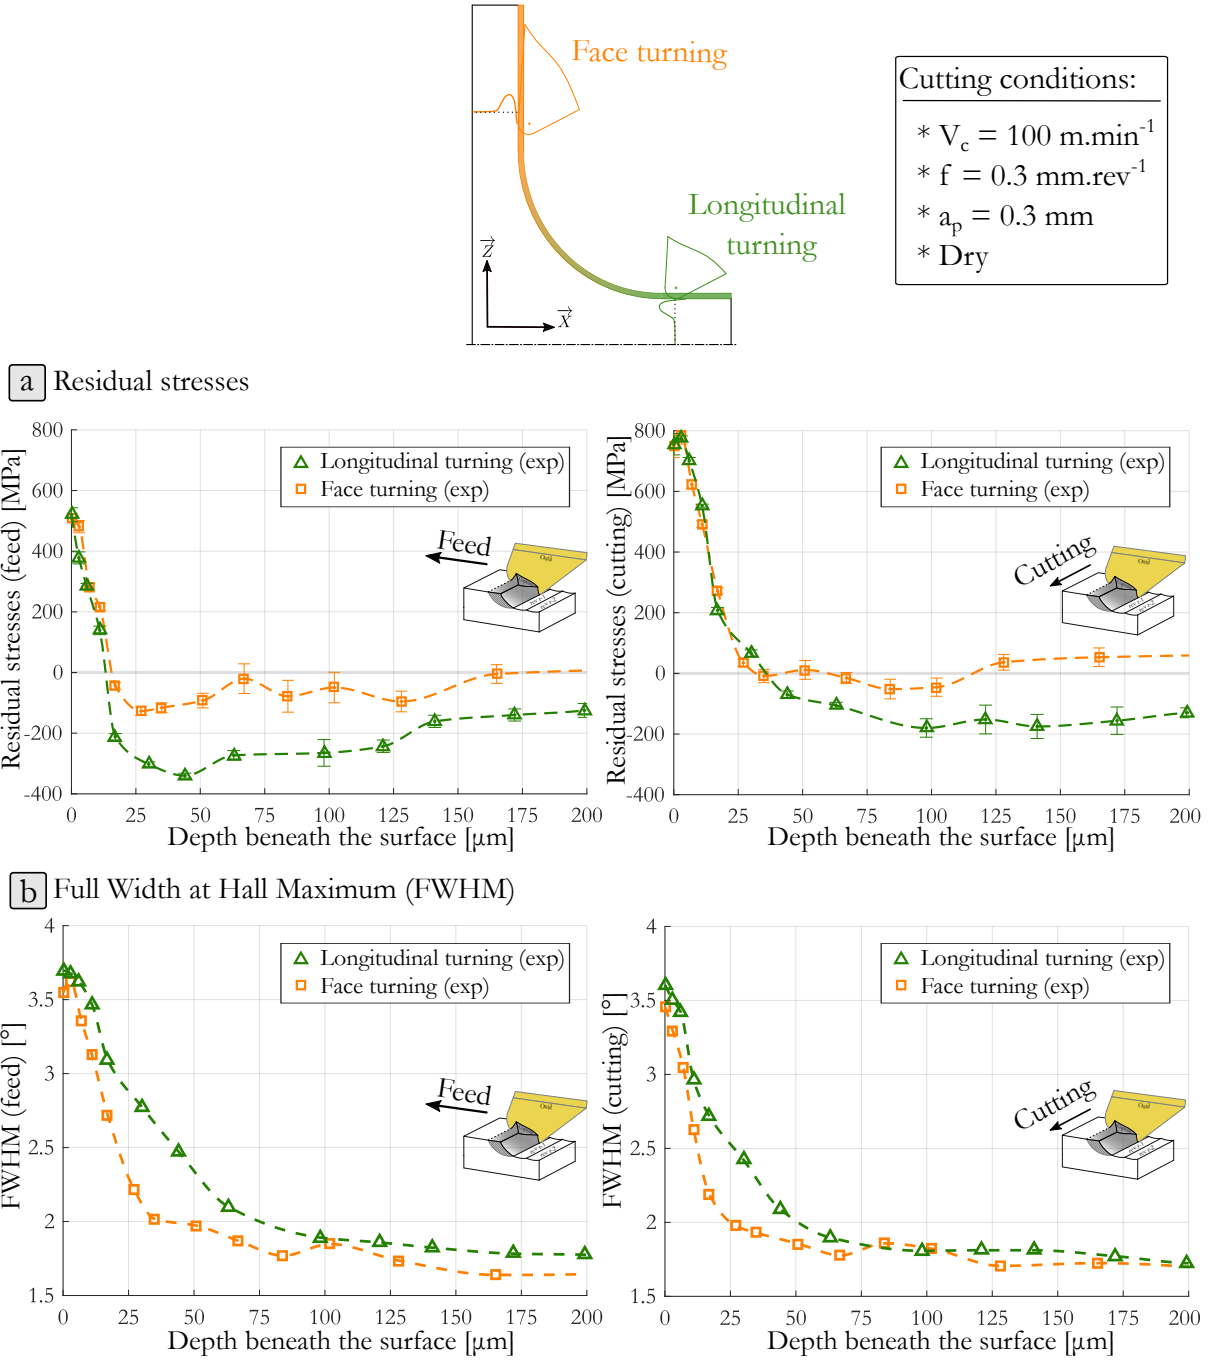 Face turning
Cutting conditions:
* Vc = 100 m.min-1
* f = 0.3 mm.rev-1
* ap = 0.3 mm
* Dry
Longitudinal
turning
Z
X
a Residual stresses
Residual stresses (feed) [MPa]
800
600
400
200
0
-200
-400
0 25 50 75 100 125 150 175 200
Depth beneath the surface [µm]
Longitudinal turning (exp)
Face turning (exp)
Feed
Outil
Residual stresses (cutting) [MPa]
800
600
400
200
0
-200
-400
0 25 50 75 100 125 150 175 200
Depth beneath the surface [µm]
Longitudinal turning (exp)
Face turning (exp)
Cutting
Outil
b Full Width at Hall Maximum (FWHM)
FWHM (feed) [°]
4
3.5
3
2.5
2
1.5
0 25 50 75 100 125 150 175 200
Depth beneath the surface [µm]
Longitudinal turning (exp)
Face turning (exp)
Feed
Outil
FWHM (cutting) [°]
4
3.5
3
2.5
2
1.5
0 25 50 75 100 125 150 175 200
Depth beneath the surface [µm]
Longitudinal turning (exp)
Face turning (exp)
Cutting
Outil